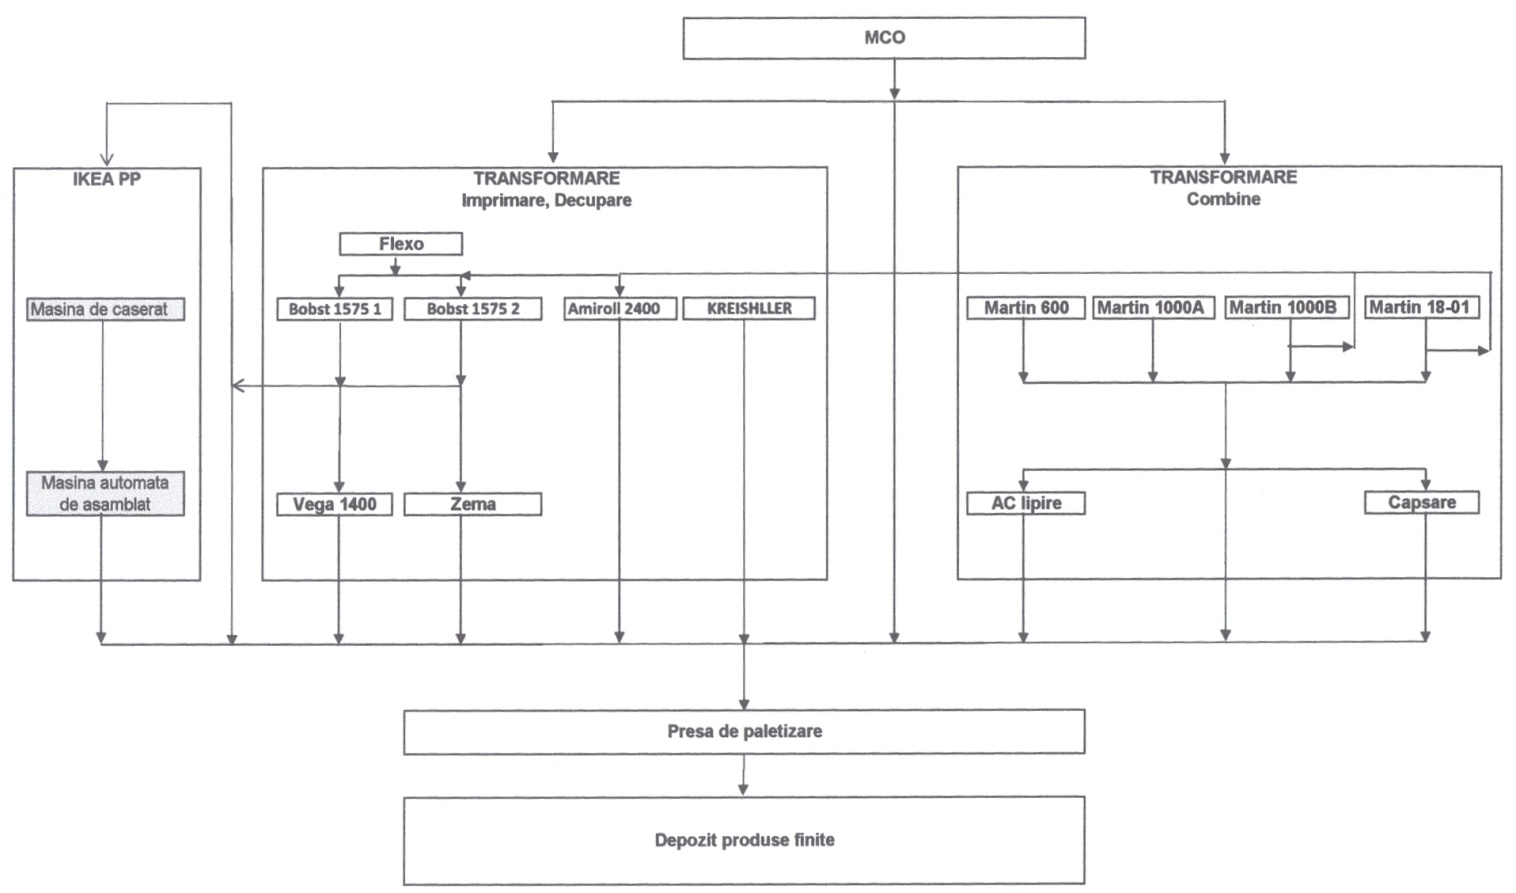 MCO
IKEA PP
TRANSFORMARE
Imprimare, Decupare
TRANSFORMARE
Combine
Flexo
Masina de caserat
Bobst 1575 1
Bobst 1575 2
Amiroll 2400
KREISHLLER
Martin 600
Martin 1000A
Martin 1000B
Martin 18-01
Masina automata
de asamblat
Vega 1400
Zema
AC lipire
Capsare
Presa de paletizare
Depozit produse finite